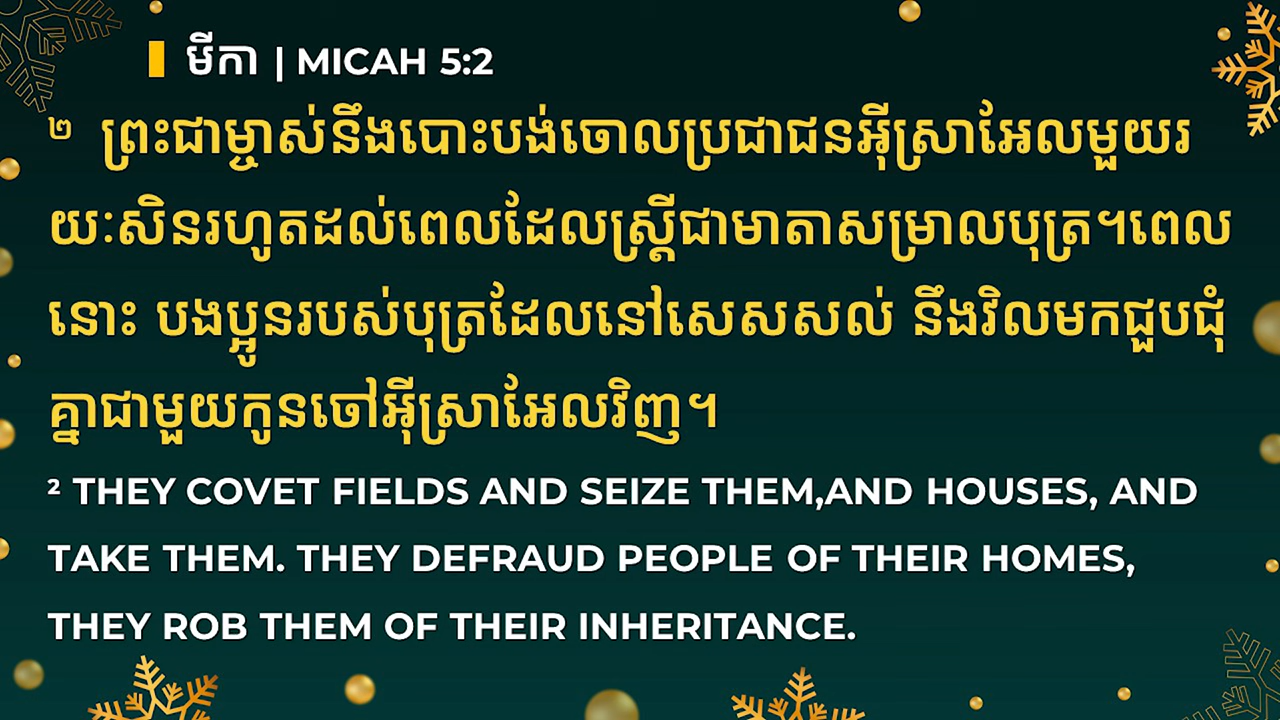 មីកា | MICAH 5:2
២ ព្រះជាម្ចាស់នឹងបោះបង់ចោលប្រជាជនអ៊ីស្រាអែលមួយរ
យៈសិនរហូតដល់ពេលដែលស្ត្រីជាមាតាសម្រាលបុត្រ។ពេល
នោះ បងប្អូនរបស់បុត្រដែលនៅសេសសល់ នឹងវិលមកជួបជុំ
គ្នាជាមួយកូនចៅអ៊ីស្រាអែលវិញ។
² THEY COVET FIELDS AND SEIZE THEM,AND HOUSES, AND
TAKE THEM. THEY DEFRAUD PEOPLE OF THEIR HOMES,
THEY ROB THEM OF THEIR INHERITANCE.